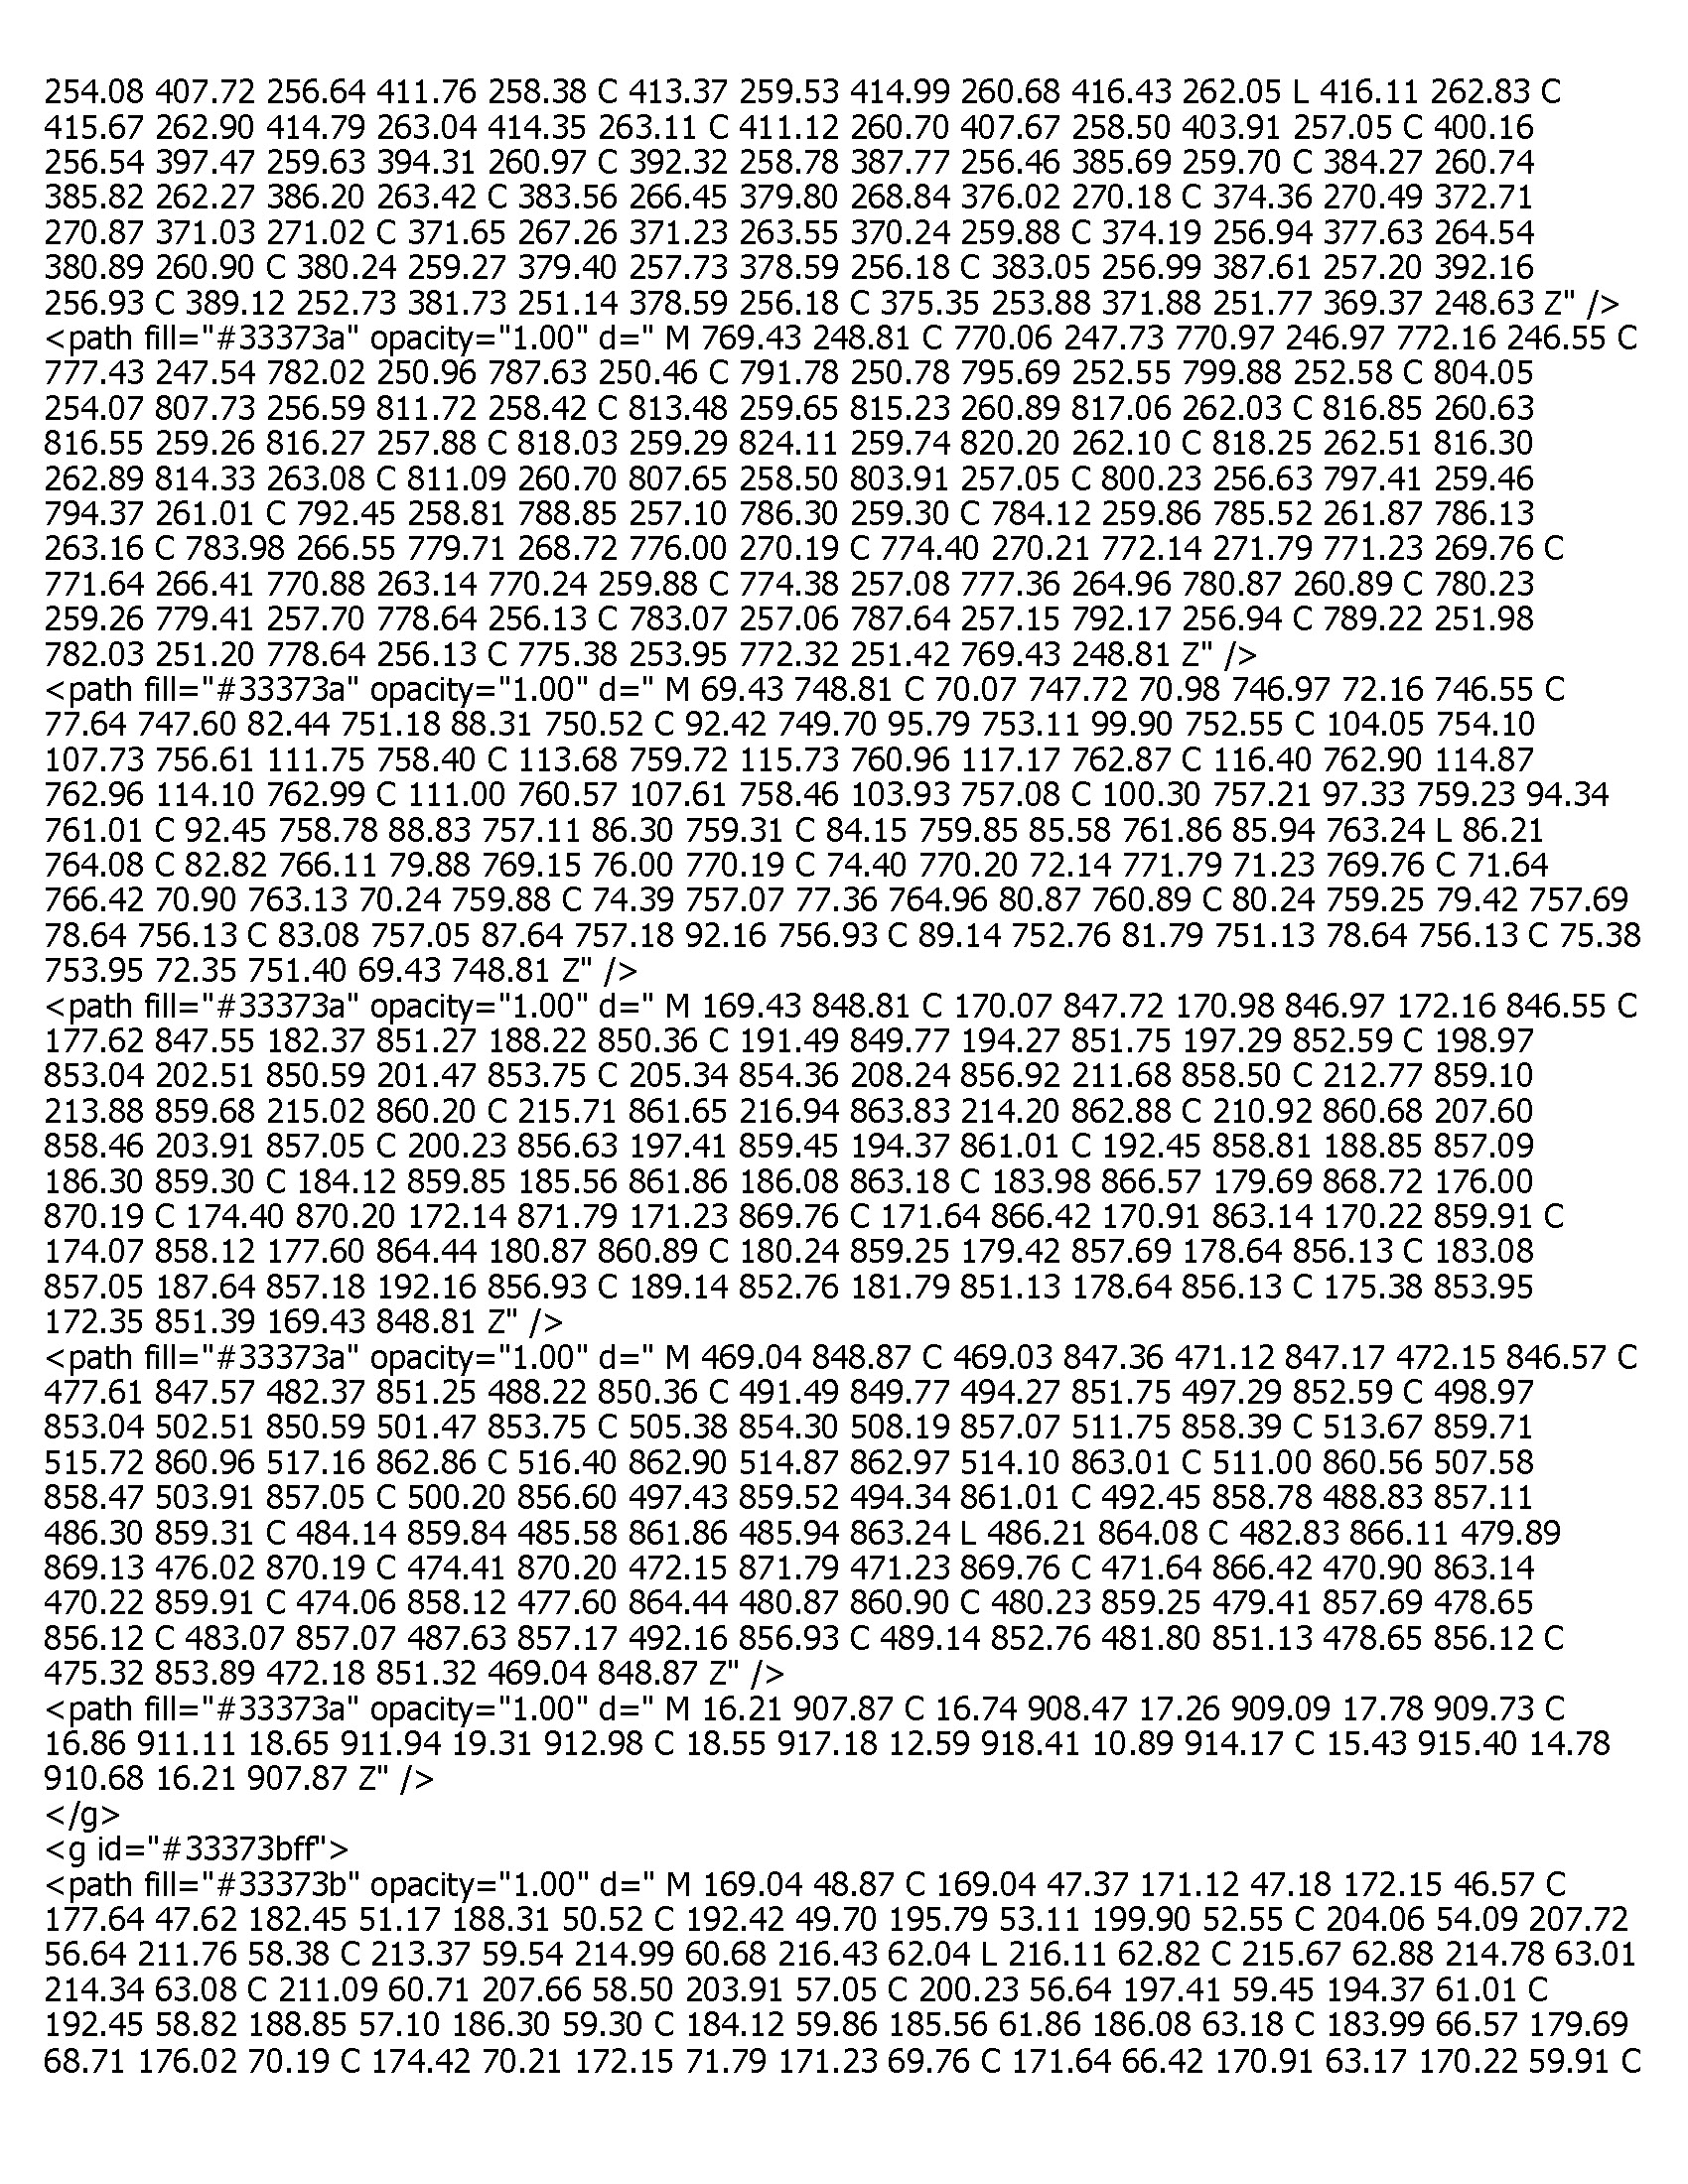 254.08 407.72 256.64 411.76 258.38 C 413.37 259.53 414.99 260.68 416.43 262.05 L 416.11 262.83 C
415.67 262.90 414.79 263.04 414.35 263.11 C 411.12 260.70 407.67 258.50 403.91 257.05 C 400.16
256.54 397.47 259.63 394.31 260.97 C 392.32 258.78 387.77 256.46 385.69 259.70 C 384.27 260.74
385.82 262.27 386.20 263.42 C 383.56 266.45 379.80 268.84 376.02 270.18 C 374.36 270.49 372.71
270.87 371.03 271.02 C 371.65 267.26 371.23 263.55 370.24 259.88 C 374.19 256.94 377.63 264.54
380.89 260.90 C 380.24 259.27 379.40 257.73 378.59 256.18 C 383.05 256.99 387.61 257.20 392.16
256.93 C 389.12 252.73 381.73 251.14 378.59 256.18 C 375.35 253.88 371.88 251.77 369.37 248.63 Z" />
<path fill="#33373a" opacity="1.00" d=" M 769.43 248.81 C 770.06 247.73 770.97 246.97 772.16 246.55 C
777.43 247.54 782.02 250.96 787.63 250.46 C 791.78 250.78 795.69 252.55 799.88 252.58 C 804.05
254.07 807.73 256.59 811.72 258.42 C 813.48 259.65 815.23 260.89 817.06 262.03 C 816.85 260.63
816.55 259.26 816.27 257.88 C 818.03 259.29 824.11 259.74 820.20 262.10 C 818.25 262.51 816.30
262.89 814.33 263.08 C 811.09 260.70 807.65 258.50 803.91 257.05 C 800.23 256.63 797.41 259.46
794.37 261.01 C 792.45 258.81 788.85 257.10 786.30 259.30 C 784.12 259.86 785.52 261.87 786.13
263.16 C 783.98 266.55 779.71 268.72 776.00 270.19 C 774.40 270.21 772.14 271.79 771.23 269.76 C
771.64 266.41 770.88 263.14 770.24 259.88 C 774.38 257.08 777.36 264.96 780.87 260.89 C 780.23
259.26 779.41 257.70 778.64 256.13 C 783.07 257.06 787.64 257.15 792.17 256.94 C 789.22 251.98
782.03 251.20 778.64 256.13 C 775.38 253.95 772.32 251.42 769.43 248.81 Z" />
<path fill="#33373a" opacity="1.00" d=" M 69.43 748.81 C 70.07 747.72 70.98 746.97 72.16 746.55 C
77.64 747.60 82.44 751.18 88.31 750.52 C 92.42 749.70 95.79 753.11 99.90 752.55 C 104.05 754.10
107.73 756.61 111.75 758.40 C 113.68 759.72 115.73 760.96 117.17 762.87 C 116.40 762.90 114.87
762.96 114.10 762.99 C 111.00 760.57 107.61 758.46 103.93 757.08 C 100.30 757.21 97.33 759.23 94.34
761.01 C 92.45 758.78 88.83 757.11 86.30 759.31 C 84.15 759.85 85.58 761.86 85.94 763.24 L 86.21
764.08 C 82.82 766.11 79.88 769.15 76.00 770.19 C 74.40 770.20 72.14 771.79 71.23 769.76 C 71.64
766.42 70.90 763.13 70.24 759.88 C 74.39 757.07 77.36 764.96 80.87 760.89 C 80.24 759.25 79.42 757.69
78.64 756.13 C 83.08 757.05 87.64 757.18 92.16 756.93 C 89.14 752.76 81.79 751.13 78.64 756.13 C 75.38
753.95 72.35 751.40 69.43 748.81 Z" />
<path fill="#33373a" opacity="1.00" d=" M 169.43 848.81 C 170.07 847.72 170.98 846.97 172.16 846.55 C
177.62 847.55 182.37 851.27 188.22 850.36 C 191.49 849.77 194.27 851.75 197.29 852.59 C 198.97
853.04 202.51 850.59 201.47 853.75 C 205.34 854.36 208.24 856.92 211.68 858.50 C 212.77 859.10
213.88 859.68 215.02 860.20 C 215.71 861.65 216.94 863.83 214.20 862.88 C 210.92 860.68 207.60
858.46 203.91 857.05 C 200.23 856.63 197.41 859.45 194.37 861.01 C 192.45 858.81 188.85 857.09
186.30 859.30 C 184.12 859.85 185.56 861.86 186.08 863.18 C 183.98 866.57 179.69 868.72 176.00
870.19 C 174.40 870.20 172.14 871.79 171.23 869.76 C 171.64 866.42 170.91 863.14 170.22 859.91 C
174.07 858.12 177.60 864.44 180.87 860.89 C 180.24 859.25 179.42 857.69 178.64 856.13 C 183.08
857.05 187.64 857.18 192.16 856.93 C 189.14 852.76 181.79 851.13 178.64 856.13 C 175.38 853.95
172.35 851.39 169.43 848.81 Z" />
<path fill="#33373a" opacity="1.00" d=" M 469.04 848.87 C 469.03 847.36 471.12 847.17 472.15 846.57 C
477.61 847.57 482.37 851.25 488.22 850.36 C 491.49 849.77 494.27 851.75 497.29 852.59 C 498.97
853.04 502.51 850.59 501.47 853.75 C 505.38 854.30 508.19 857.07 511.75 858.39 C 513.67 859.71
515.72 860.96 517.16 862.86 C 516.40 862.90 514.87 862.97 514.10 863.01 C 511.00 860.56 507.58
858.47 503.91 857.05 C 500.20 856.60 497.43 859.52 494.34 861.01 C 492.45 858.78 488.83 857.11
486.30 859.31 C 484.14 859.84 485.58 861.86 485.94 863.24 L 486.21 864.08 C 482.83 866.11 479.89
869.13 476.02 870.19 C 474.41 870.20 472.15 871.79 471.23 869.76 C 471.64 866.42 470.90 863.14
470.22 859.91 C 474.06 858.12 477.60 864.44 480.87 860.90 C 480.23 859.25 479.41 857.69 478.65
856.12 C 483.07 857.07 487.63 857.17 492.16 856.93 C 489.14 852.76 481.80 851.13 478.65 856.12 C
475.32 853.89 472.18 851.32 469.04 848.87 Z" />
<path fill="#33373a" opacity="1.00" d=" M 16.21 907.87 C 16.74 908.47 17.26 909.09 17.78 909.73 C
16.86 911.11 18.65 911.94 19.31 912.98 C 18.55 917.18 12.59 918.41 10.89 914.17 C 15.43 915.40 14.78
910.68 16.21 907.87 Z" />
</g>
<g id="#33373bff">
<path fill="#33373b" opacity="1.00" d=" M 169.04 48.87 C 169.04 47.37 171.12 47.18 172.15 46.57 C
177.64 47.62 182.45 51.17 188.31 50.52 C 192.42 49.70 195.79 53.11 199.90 52.55 C 204.06 54.09 207.72
56.64 211.76 58.38 C 213.37 59.54 214.99 60.68 216.43 62.04 L 216.11 62.82 C 215.67 62.88 214.78 63.01
214.34 63.08 C 211.09 60.71 207.66 58.50 203.91 57.05 C 200.23 56.64 197.41 59.45 194.37 61.01 C
192.45 58.82 188.85 57.10 186.30 59.30 C 184.12 59.86 185.56 61.86 186.08 63.18 C 183.99 66.57 179.69
68.71 176.02 70.19 C 174.42 70.21 172.15 71.79 171.23 69.76 C 171.64 66.42 170.91 63.17 170.22 59.91 C